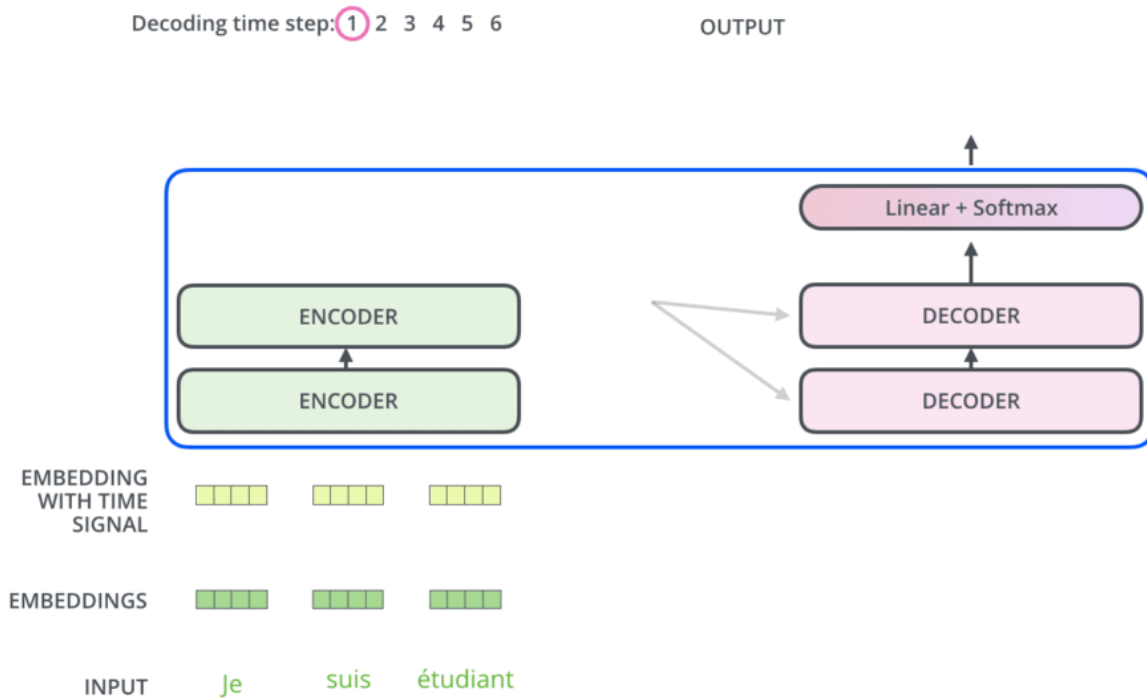 Decoding time step: 1 2 3 4 5 6
OUTPUT
Linear + Softmax
ENCODER
DECODER
ENCODER
DECODER
EMBEDDING
WITH TIME
SIGNAL
EMBEDDINGS
INPUT Je suis étudiant